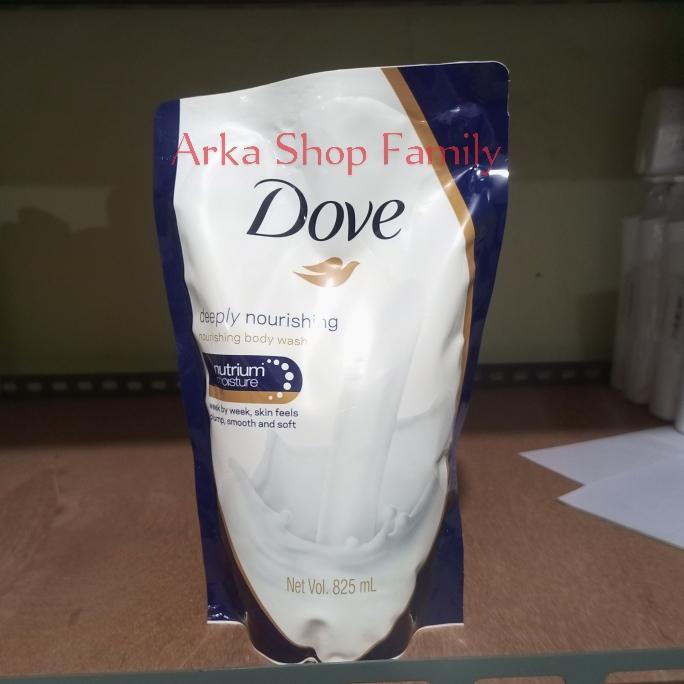 Arka Shop Family
Dove
deeply nourishing
nourishing body wash
nutrium
moisture
week by week, skin feels
plump, smooth and soft
Net Vol. 825 mL